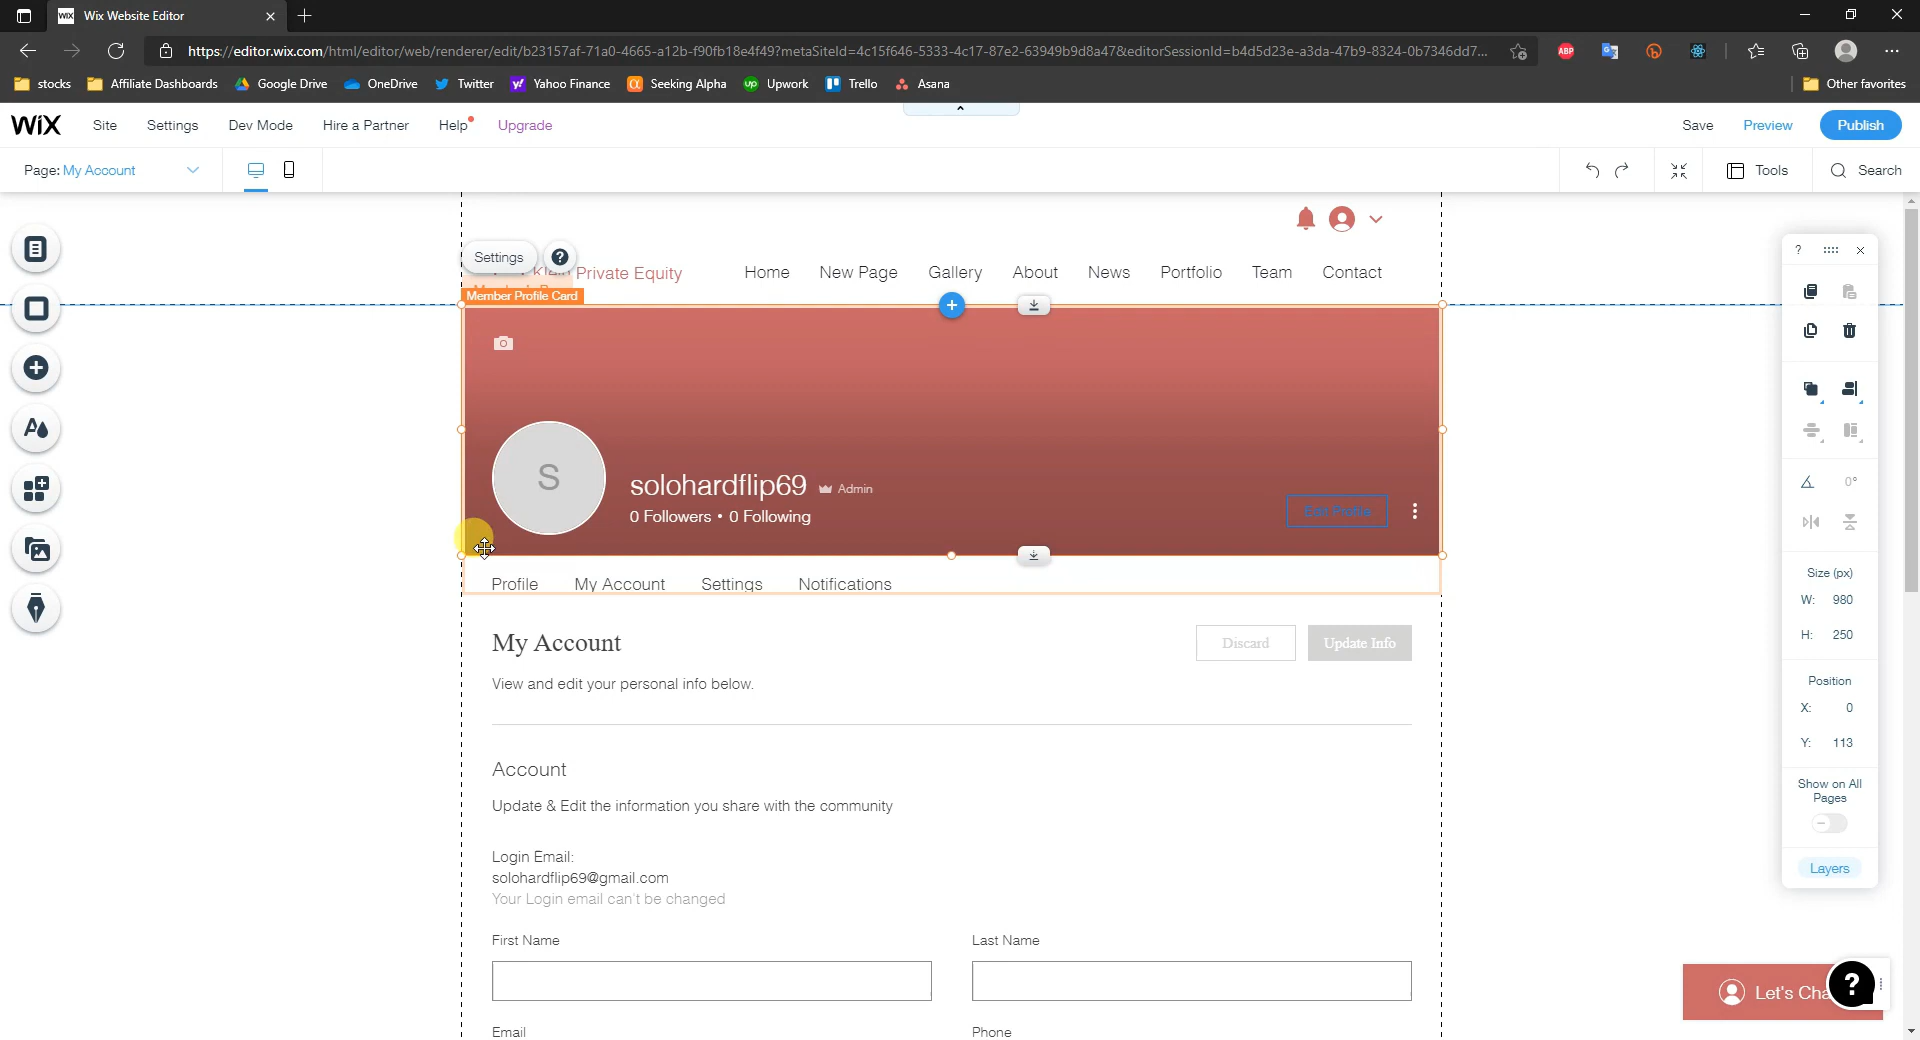 Wix Website Editor
https://editor.wix.com/html/editor/web/renderer/edit/b23157af-71a0-4665-a12b-f90fb18e4f49?metaSiteId=4c15f646-5333-4c17-87e2-63949b9d8a47&editorSessionId=b4d5d23e-a3da-47b9-8324-0b7346dd7...
ABP
stocks Affiliate Dashboards Google Drive OneDrive Twitter Yahoo Finance Seeking Alpha Upwork Trello Asana Other favorites
WIX Site Settings Dev Mode Hire a Partner Help Upgrade Save Preview Publish
Page: My Account Tools Search
Settings ?
Klein Private Equity Home New Page Gallery About News Portfolio Team Contact
Member Profile Card
S
solohardflip69 Admin
0 Followers • 0 Following
Edit Profile
Profile My Account Settings Notifications
My Account Discard Update Info
View and edit your personal info below.
Account
Update & Edit the information you share with the community
Login Email:
solohardflip69@gmail.com
Your Login email can't be changed
First Name Last Name
Email Phone
?
0°
Size (px)
W: 980
H: 250
Position
X: 0
Y: 113
Show on All
Pages
Layers
Let's Cha
?